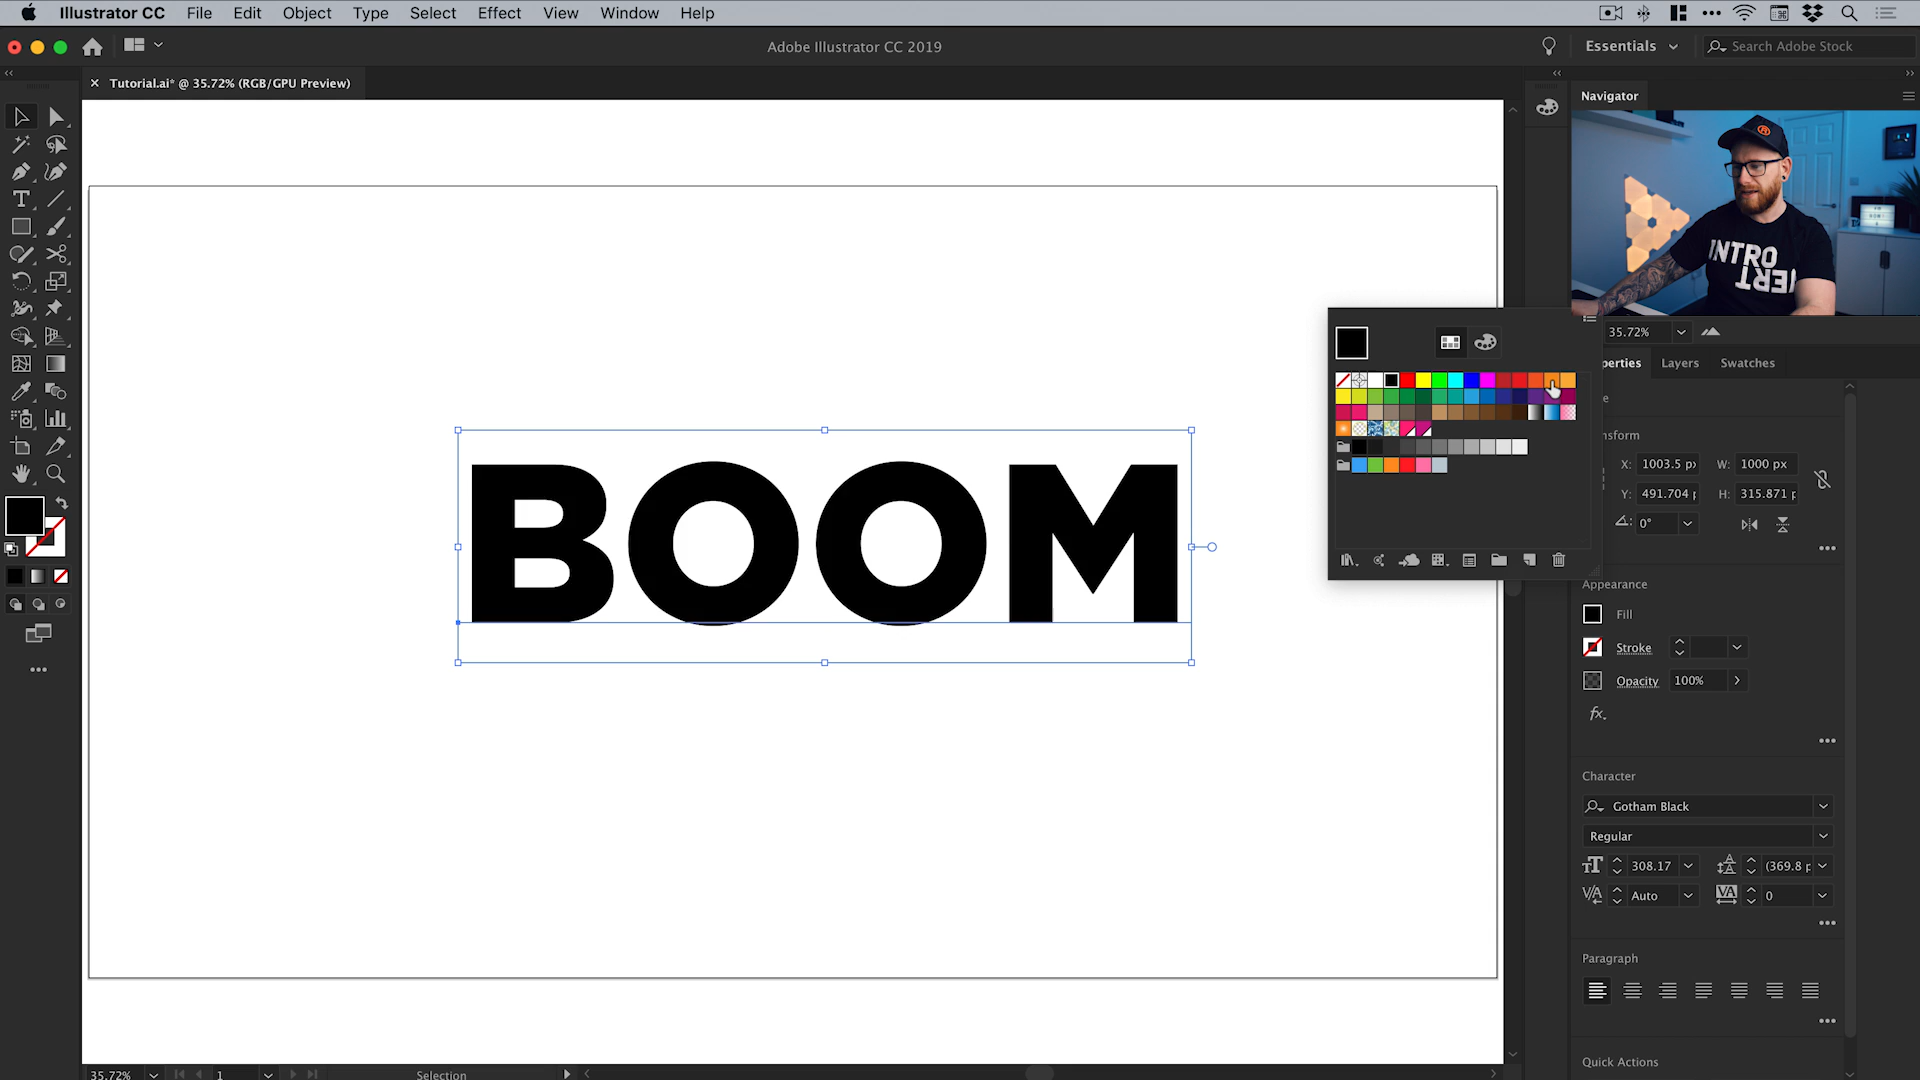 Illustrator CC File Edit Object Type Select Effect View Window Help
Adobe Illustrator CC 2019
Essentials
Search Adobe Stock
Tutorial.ai* @ 35.72% (RGB/GPU Preview)
Navigator
INTRO
VERT
35.72%
perties Layers Swatches
nsform
X: 1003.5 px W: 1000 px
Y: 491.704 H: 315.871
0°
BOOM
Appearance
Fill
Stroke
Opacity 100%
fx.
Character
Gotham Black
Regular
308.17 (369.8
Auto 0
Paragraph
Quick Actions
35.72% 1 Selection